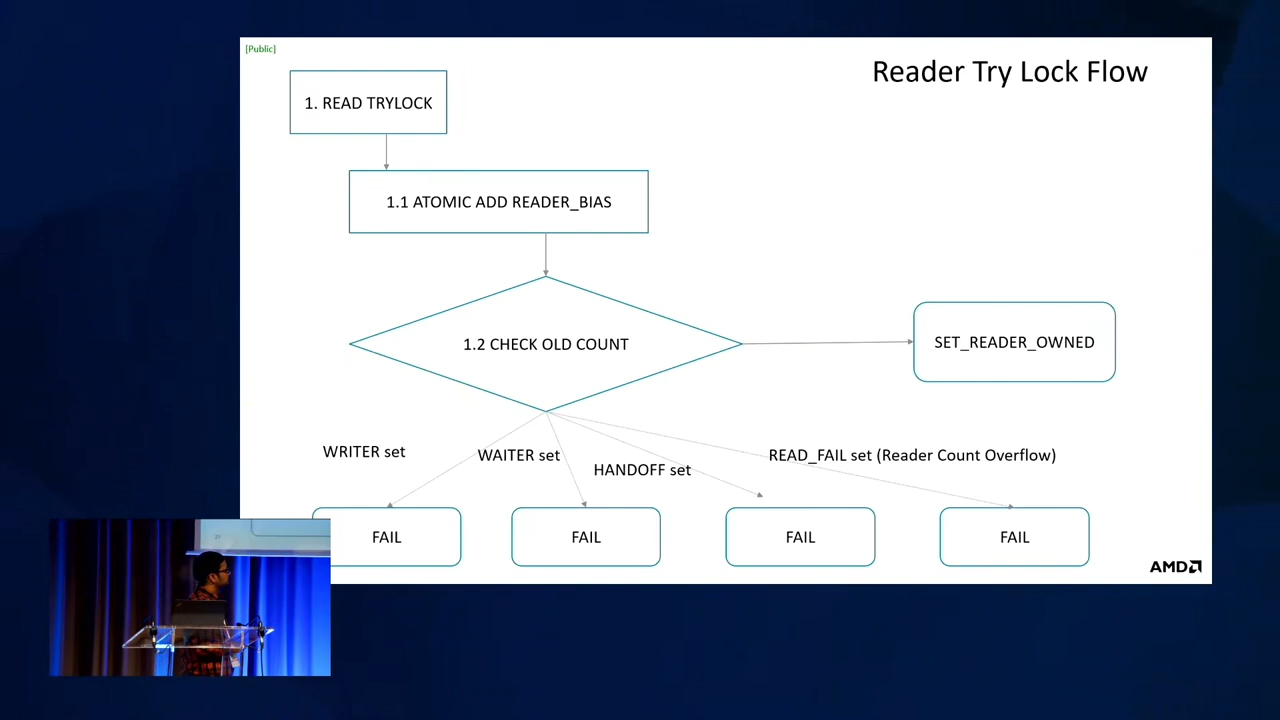 [Public]
Reader Try Lock Flow
1. READ TRYLOCK
1.1 ATOMIC ADD READER_BIAS
1.2 CHECK OLD COUNT
SET_READER_OWNED
WRITER set
WAITER set
HANDOFF set
READ_FAIL set (Reader Count Overflow)
FAIL
FAIL
FAIL
FAIL
AMD